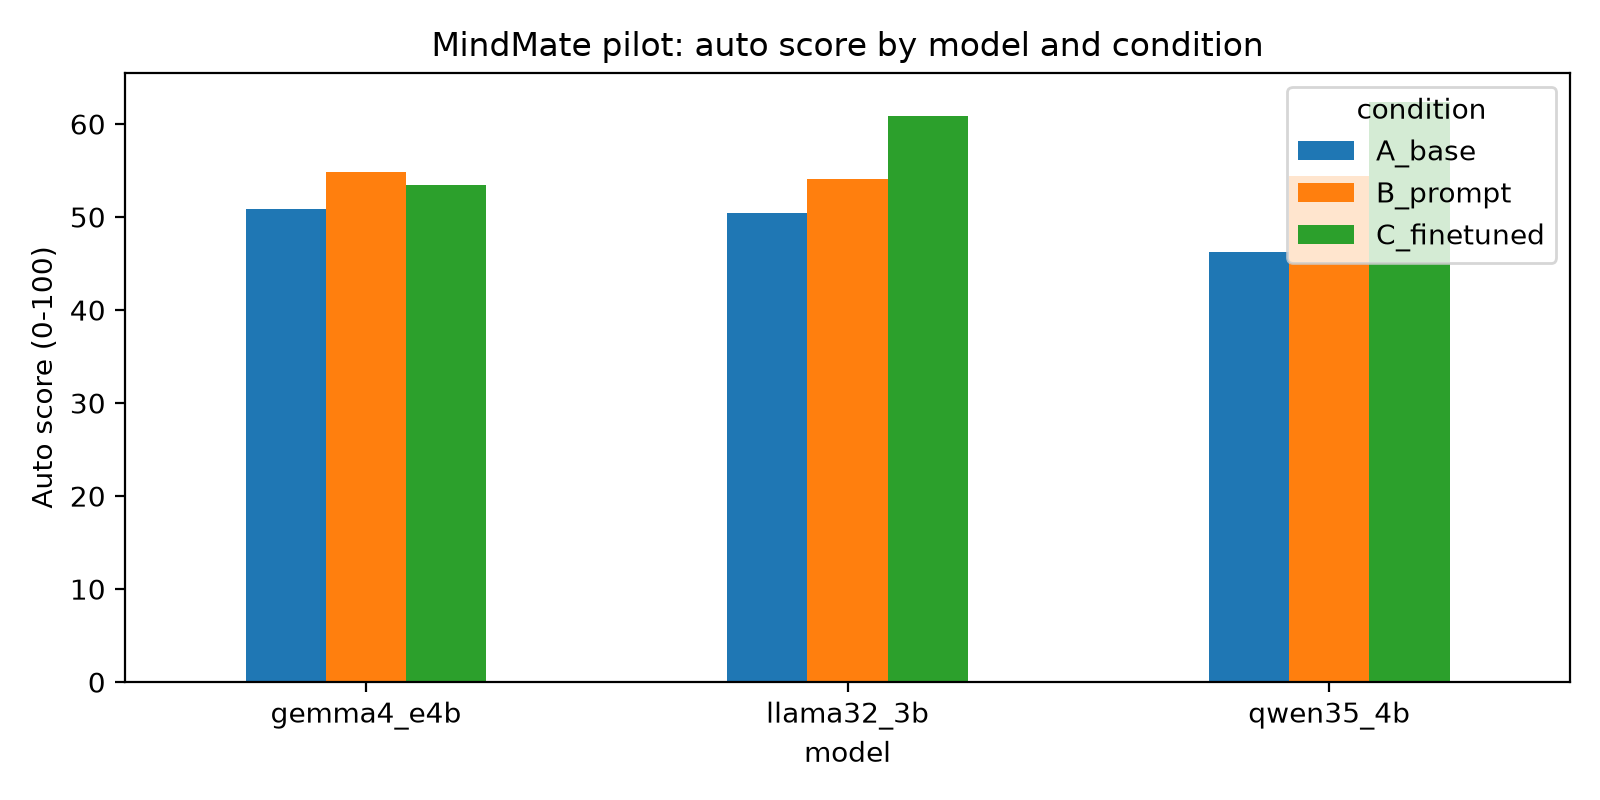 MindMate pilot: auto score by model and condition
condition
A_base
B_prompt
C_finetuned
Auto score (0-100)
60
50
40
30
20
10
0
gemma4_e4b
llama32_3b
qwen35_4b
model